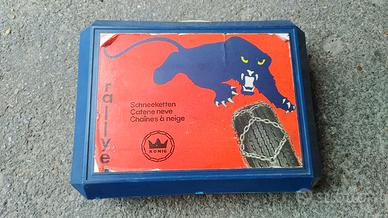 rallye
Schneeketten
Catene neve
Chaînes à neige
KÖNIG